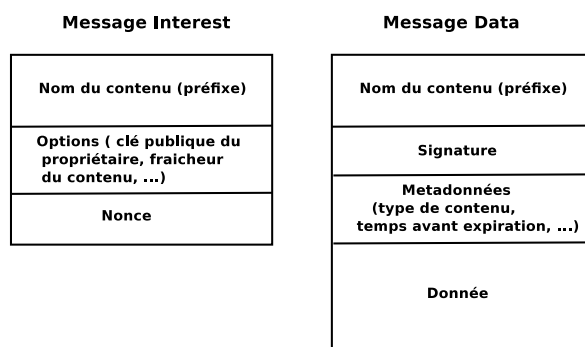 Message Interest
Nom du contenu (préfixe)
Options ( clé publique du
propriétaire, fraicheur
du contenu, ...)
Nonce
Message Data
Nom du contenu (préfixe)
Signature
Metadonnées
(type de contenu,
temps avant expiration, ...)
Donnée